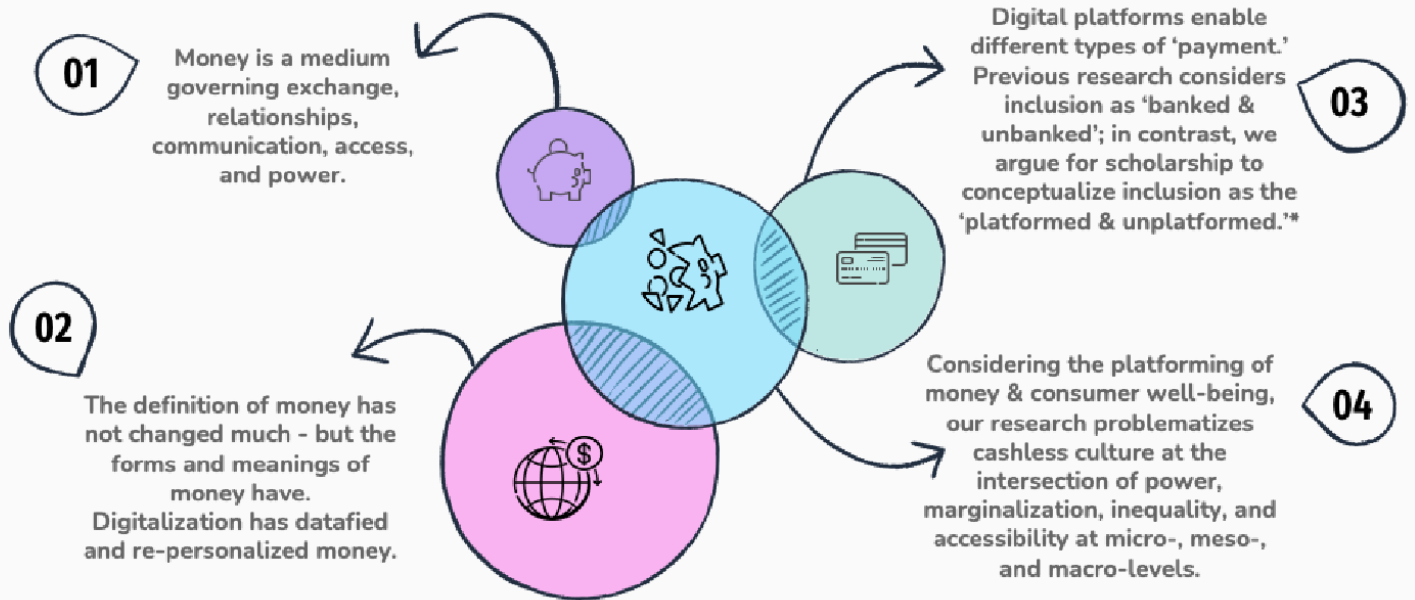 01
Money is a medium
governing exchange,
relationships,
communication, access,
and power.
02
The definition of money has
not changed much - but the
forms and meanings of
money have.
Digitalization has datafied
and re-personalized money.
03
Digital platforms enable
different types of ‘payment.’
Previous research considers
inclusion as ‘banked &
unbanked’; in contrast, we
argue for scholarship to
conceptualize inclusion as the
‘platformed & unplatformed.’*
04
Considering the platforming of
money & consumer well-being,
our research problematizes
cashless culture at the
intersection of power,
marginalization, inequality, and
accessibility at micro-, meso-,
and macro-levels.
$